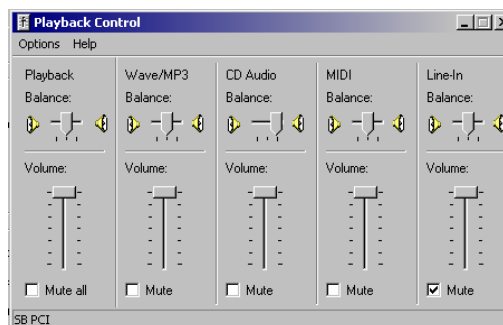 Playback Control
Options Help
Playback Wave/MP3 CD Audio MIDI Line-In
Balance: Balance: Balance: Balance: Balance:
Volume: Volume: Volume: Volume: Volume:
Mute all Mute Mute Mute Mute
SB PCI